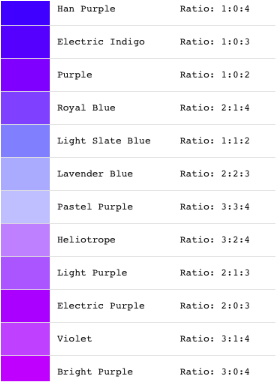 Han Purple Ratio: 1:0:4
Electric Indigo Ratio: 1:0:3
Purple Ratio: 1:0:2
Royal Blue Ratio: 2:1:4
Light Slate Blue Ratio: 1:1:2
Lavender Blue Ratio: 2:2:3
Pastel Purple Ratio: 3:3:4
Heliotrope Ratio: 3:2:4
Light Purple Ratio: 2:1:3
Electric Purple Ratio: 2:0:3
Violet Ratio: 3:1:4
Bright Purple Ratio: 3:0:4